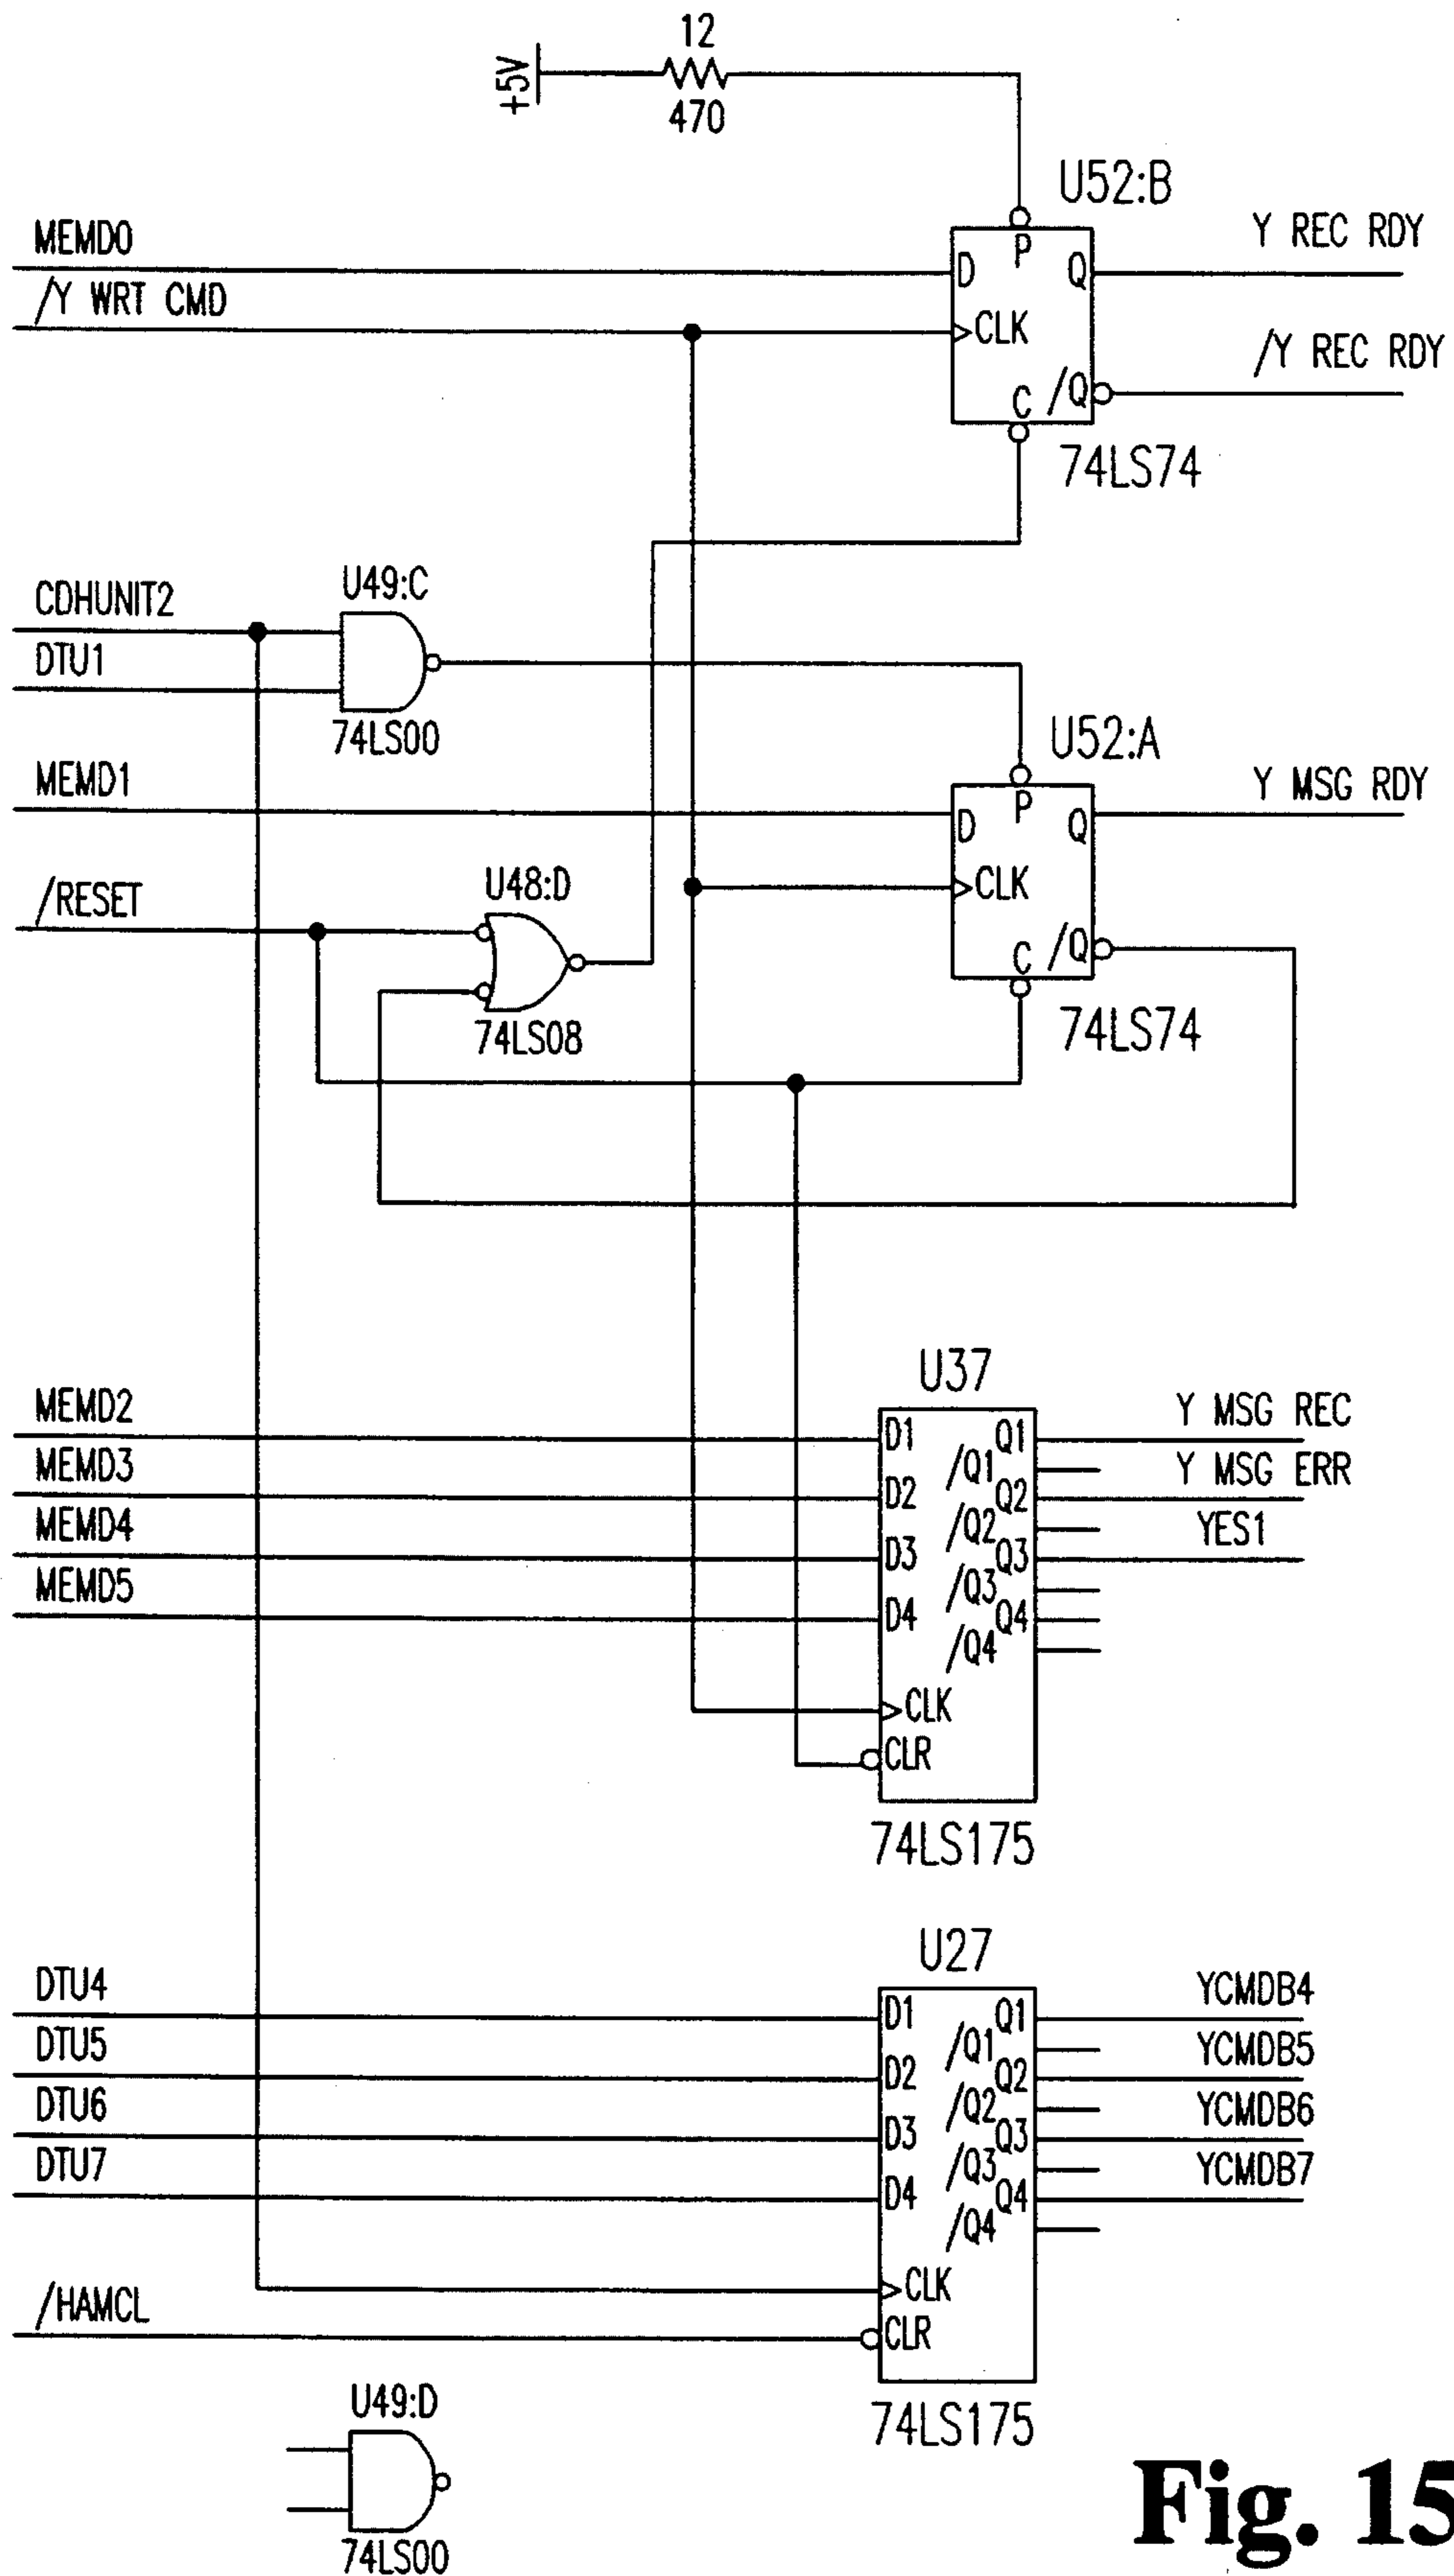 12
+5V
470
U52:B
MEMD0
D P Q
Y REC RDY
/Y WRT CMD
CLK
/Y REC RDY
C /Q
74LS74
CDHUNIT2
U49:C
DTU1
74LS00
U52:A
MEMD1
D P Q
Y MSG RDY
/RESET
U48:D
CLK
C /Q
74LS08
74LS74
U37
MEMD2
D1 Q1
Y MSG REC
/Q1
MEMD3
D2 Q2
Y MSG ERR
/Q2
MEMD4
D3 Q3
YES1
/Q3
MEMD5
D4 Q4
/Q4
CLK
CLR
74LS175
U27
DTU4
D1 Q1
YCMDB4
/Q1
DTU5
D2 Q2
YCMDB5
/Q2
DTU6
D3 Q3
YCMDB6
/Q3
DTU7
D4 Q4
YCMDB7
/Q4
/HAMCL
CLK
CLR
74LS175
U49:D
74LS00
Fig. 15